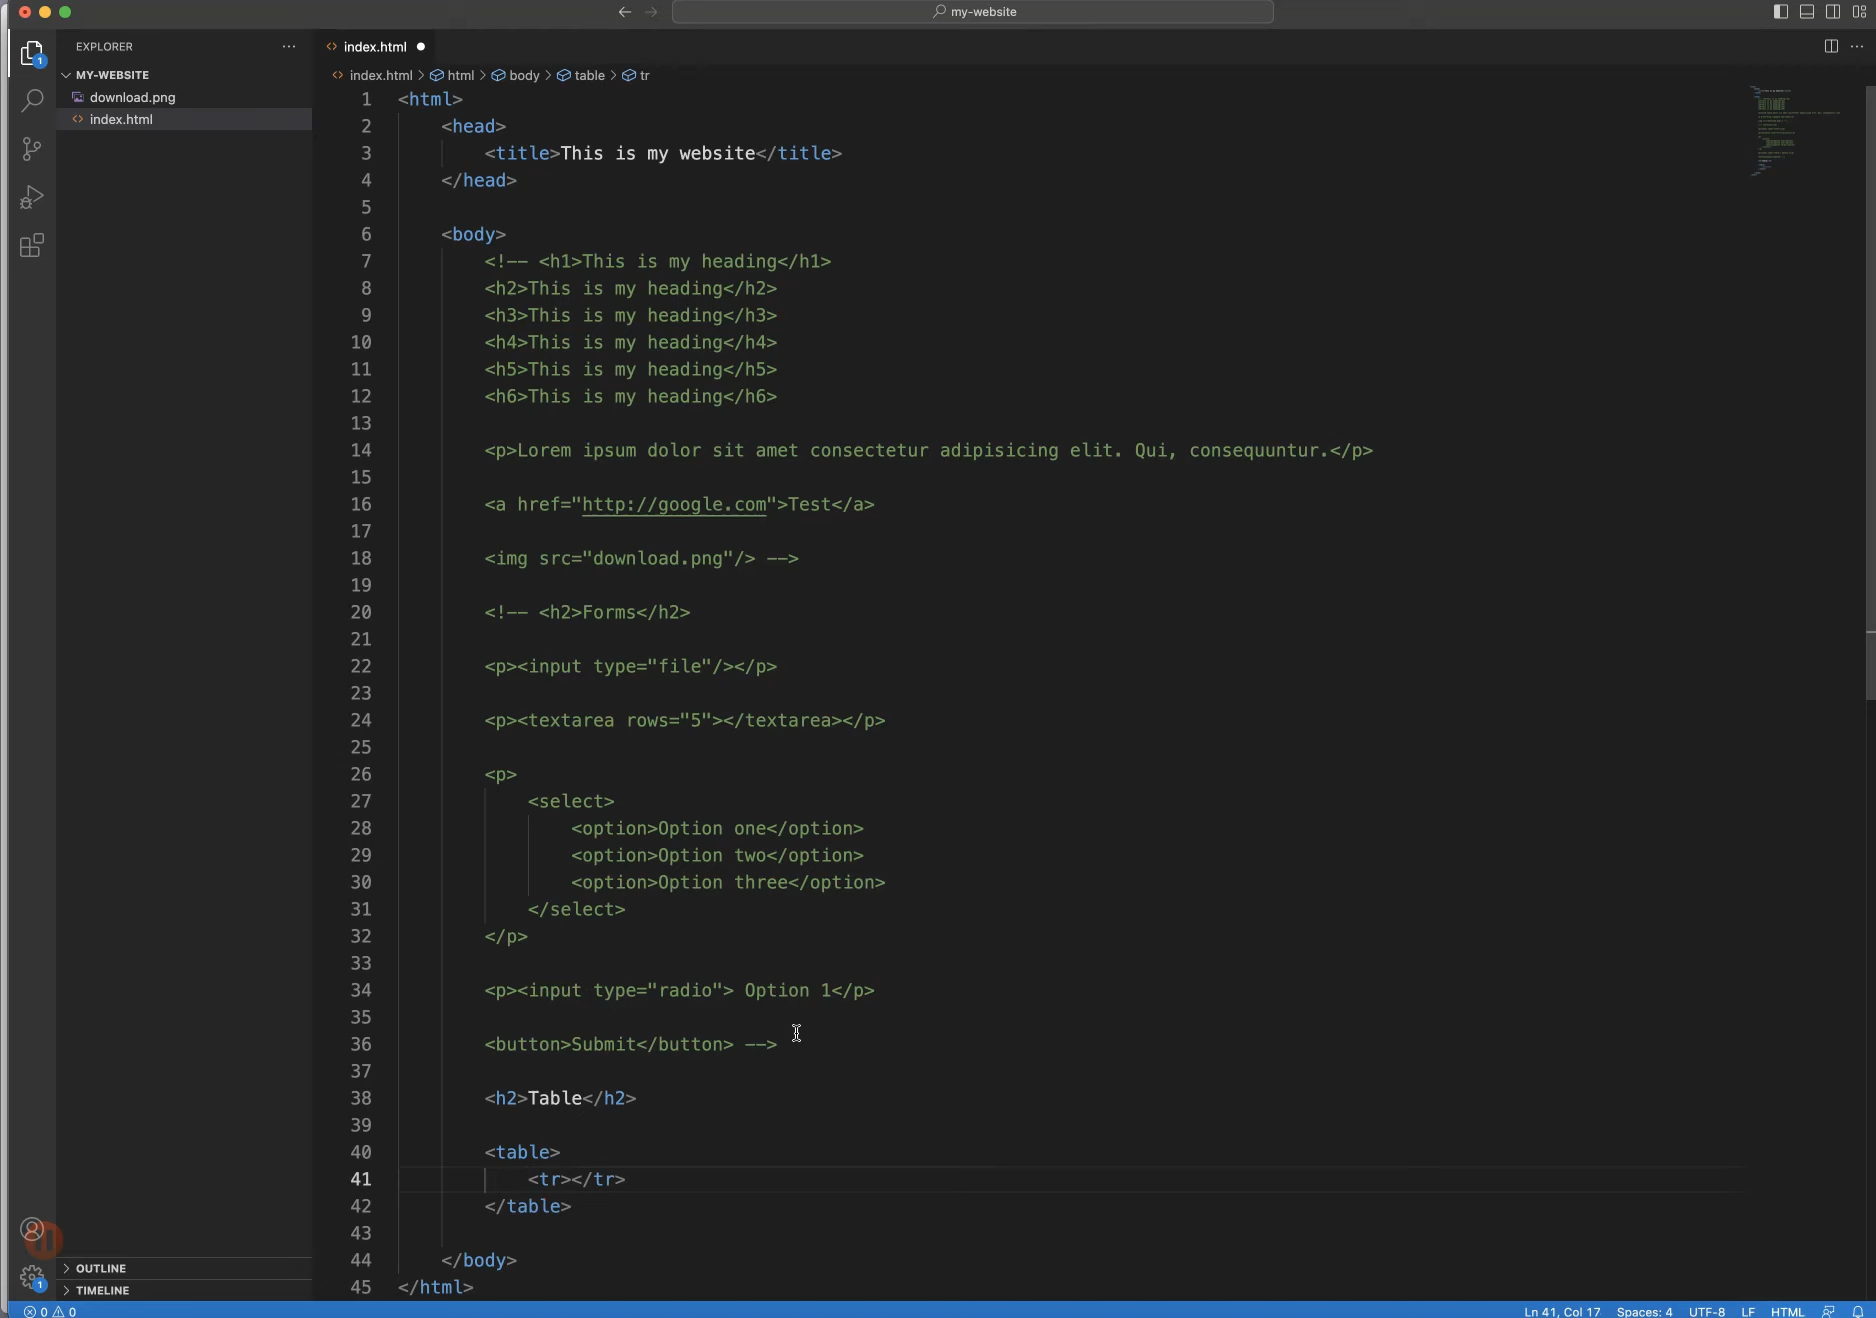 my-website
EXPLORER
MY-WEBSITE
download.png
index.html
1
index.html
index.html > html > body > table > tr
1 <html>
2 <head>
3 <title>This is my website</title>
4 </head>
5
6 <body>
7 <!-- <h1>This is my heading</h1>
8 <h2>This is my heading</h2>
9 <h3>This is my heading</h3>
10 <h4>This is my heading</h4>
11 <h5>This is my heading</h5>
12 <h6>This is my heading</h6>
13
14 <p>Lorem ipsum dolor sit amet consectetur adipisicing elit. Qui, consequuntur.</p>
15
16 <a href="http://google.com">Test</a>
17
18 <img src="download.png"/> -->
19
20 <!-- <h2>Forms</h2>
21
22 <p><input type="file"/></p>
23
24 <p><textarea rows="5"></textarea></p>
25
26 <p>
27 <select>
28 <option>Option one</option>
29 <option>Option two</option>
30 <option>Option three</option>
31 </select>
32 </p>
33
34 <p><input type="radio"> Option 1</p>
35
36 <button>Submit</button> -->
37
38 <h2>Table</h2>
39
40 <table>
41 <tr></tr>
42 </table>
43
44 </body>
45 </html>
OUTLINE
TIMELINE
1
0 0
Ln 41, Col 17 Spaces: 4 UTF-8 LF HTML